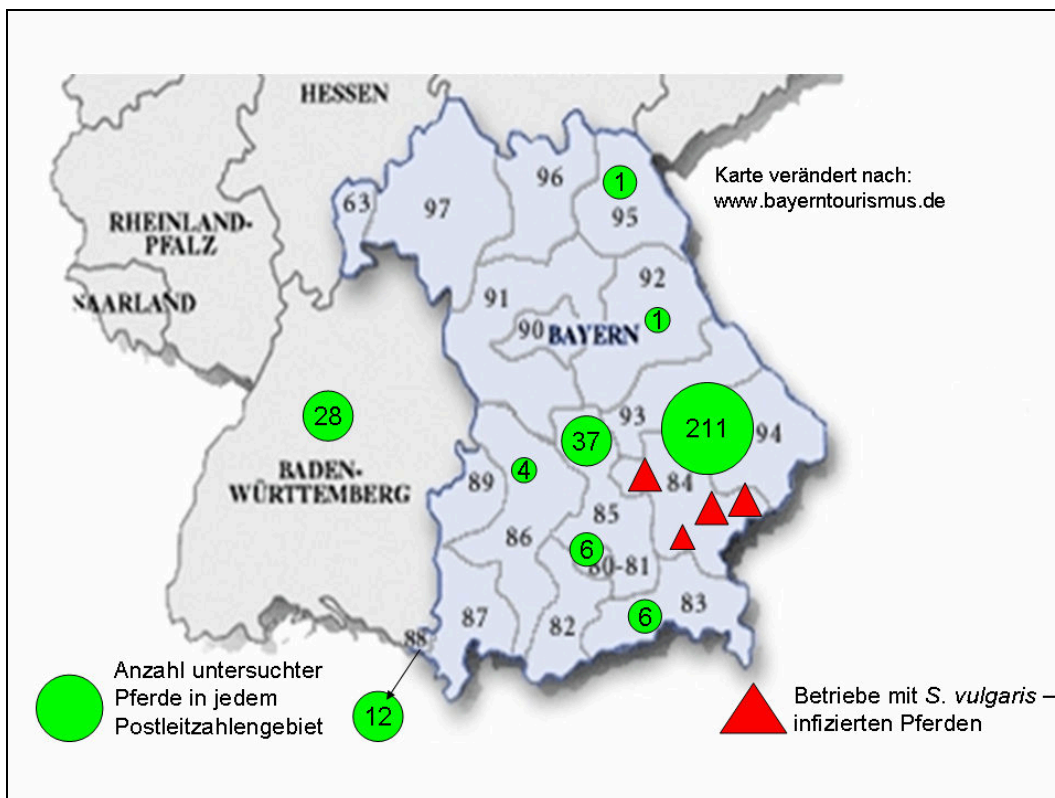 HESSEN
96
1
Karte verändert nach:
www.bayerntourismus.de
63
97
95
RHEINLAND-
PFALZ
92
SAARLAND
91
1
90
BAYERN
28
93
211
37
94
BADEN-
WÜRTTEMBERG
89
4
84
85
86
6
80-81
87
82
6
83
88
Anzahl untersuchter
Pferde in jedem
Postleitzahlengebiet
12
Betriebe mit S. vulgaris –
infizierten Pferden